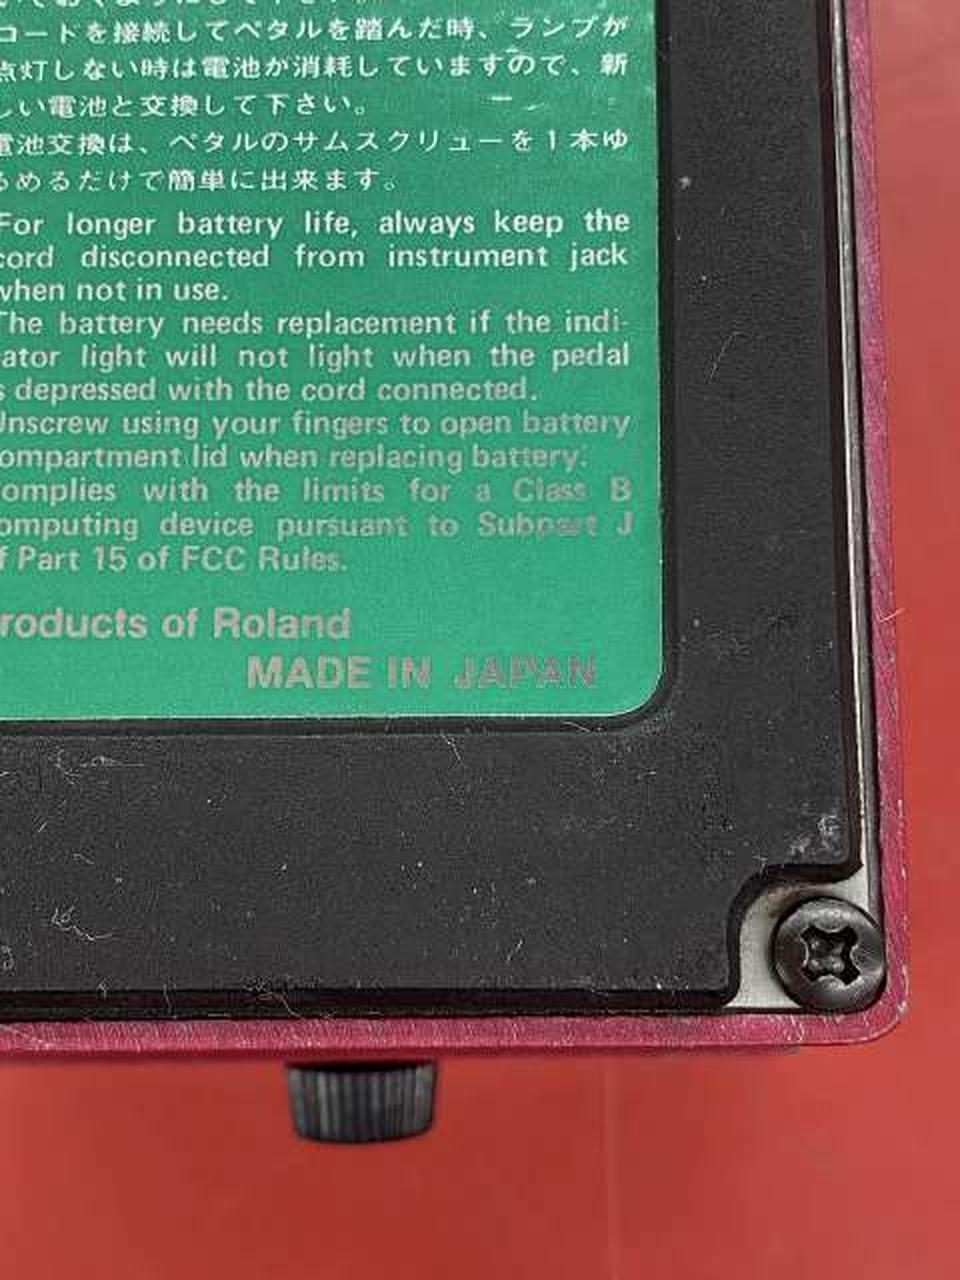 コードを接続してペタルを踏んだ時、ランプが
点灯しない時は電池が消耗していますので、新
しい電池と交換して下さい。
電池交換は、ペタルのサムスクリューを1本ゆ
るめるだけで簡単に出来ます。
For longer battery life, always keep the
cord disconnected from instrument jack
when not in use.
The battery needs replacement if the indi-
ator light will not light when the pedal
s depressed with the cord connected.
Unscrew using your fingers to open battery
ompartment lid when replacing battery.
omplies with the limits for a Class B
omputing device pursuant to Subpart J
f Part 15 of FCC Rules.
roducts of Roland
MADE IN JAPAN